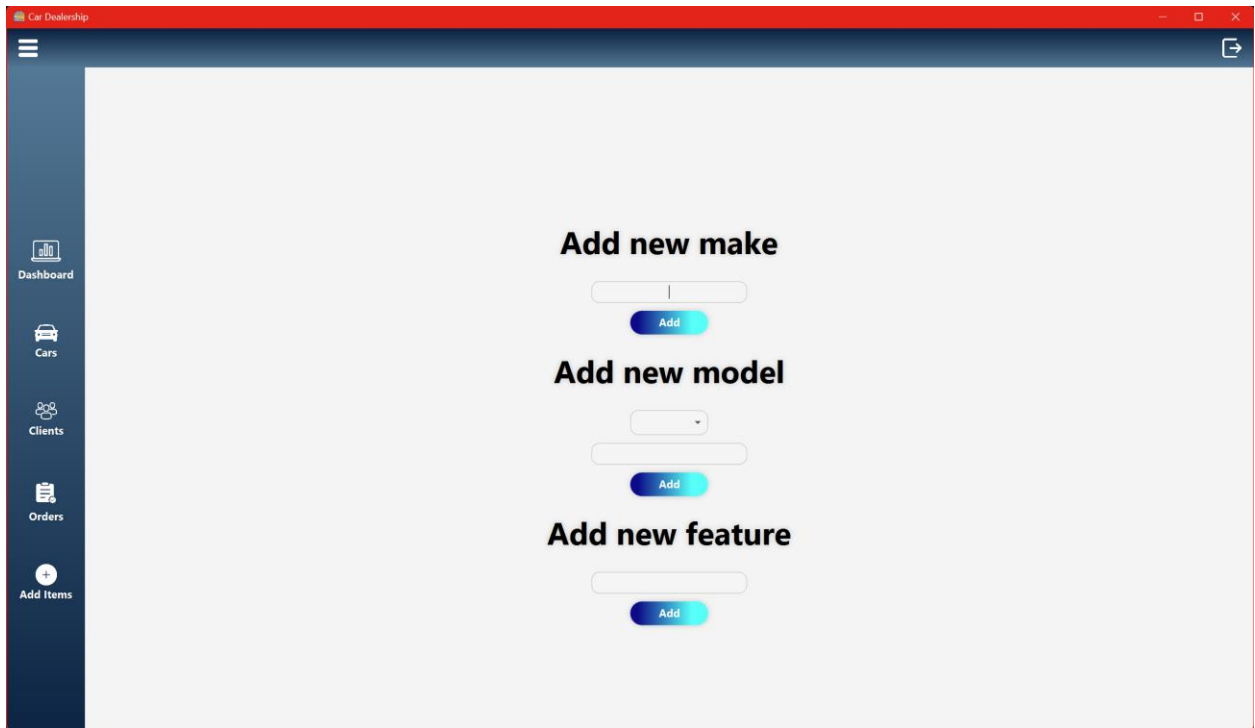 Car Dealership
Dashboard
Cars
Clients
Orders
Add Items
Add new make
Add
Add new model
Add
Add new feature
Add